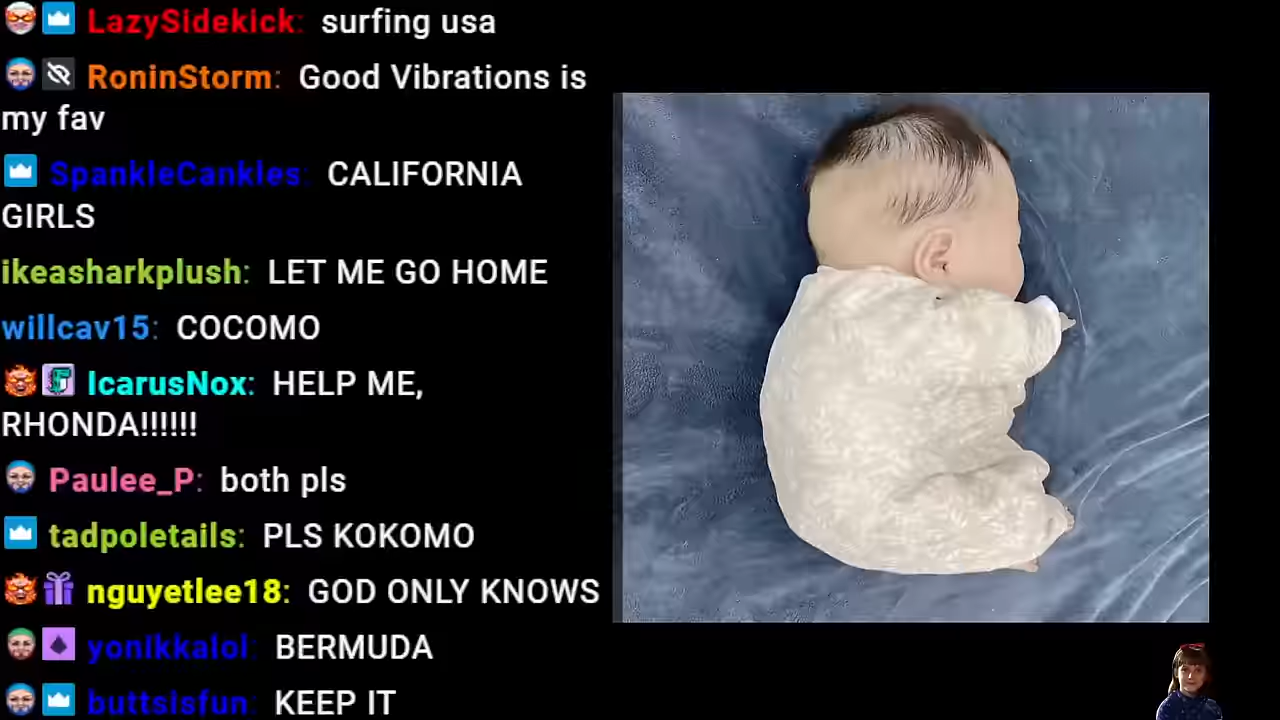 LazySidekick: surfing usa
RoninStorm: Good Vibrations is
my fav
SpankleCankles: CALIFORNIA
GIRLS
ikeasharkplush: LET ME GO HOME
willcav15: COCOMO
IcarusNox: HELP ME,
RHONDA!!!!!!
Paulee_P: both pls
tadpoletails: PLS KOKOMO
nguyetlee18: GOD ONLY KNOWS
yonikkalol: BERMUDA
buttsisfun: KEEP IT